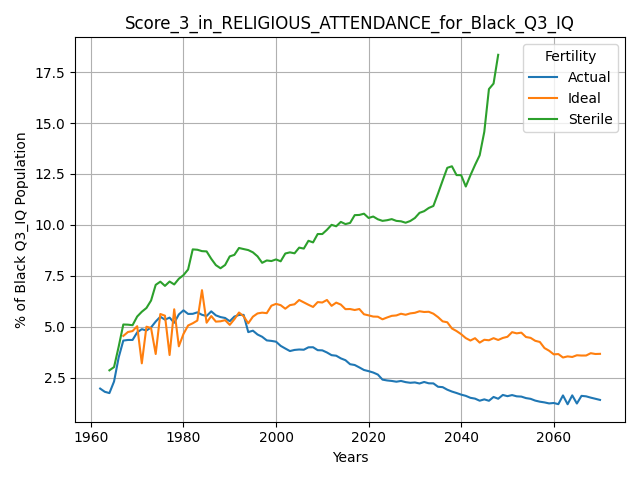 Score_3_in_RELIGIOUS_ATTENDANCE_for_Black_Q3_IQ
% of Black Q3_IQ Population
17.5
15.0
12.5
10.0
7.5
5.0
2.5
Fertility
Actual
Ideal
Sterile
1960 1980 2000 2020 2040 2060
Years